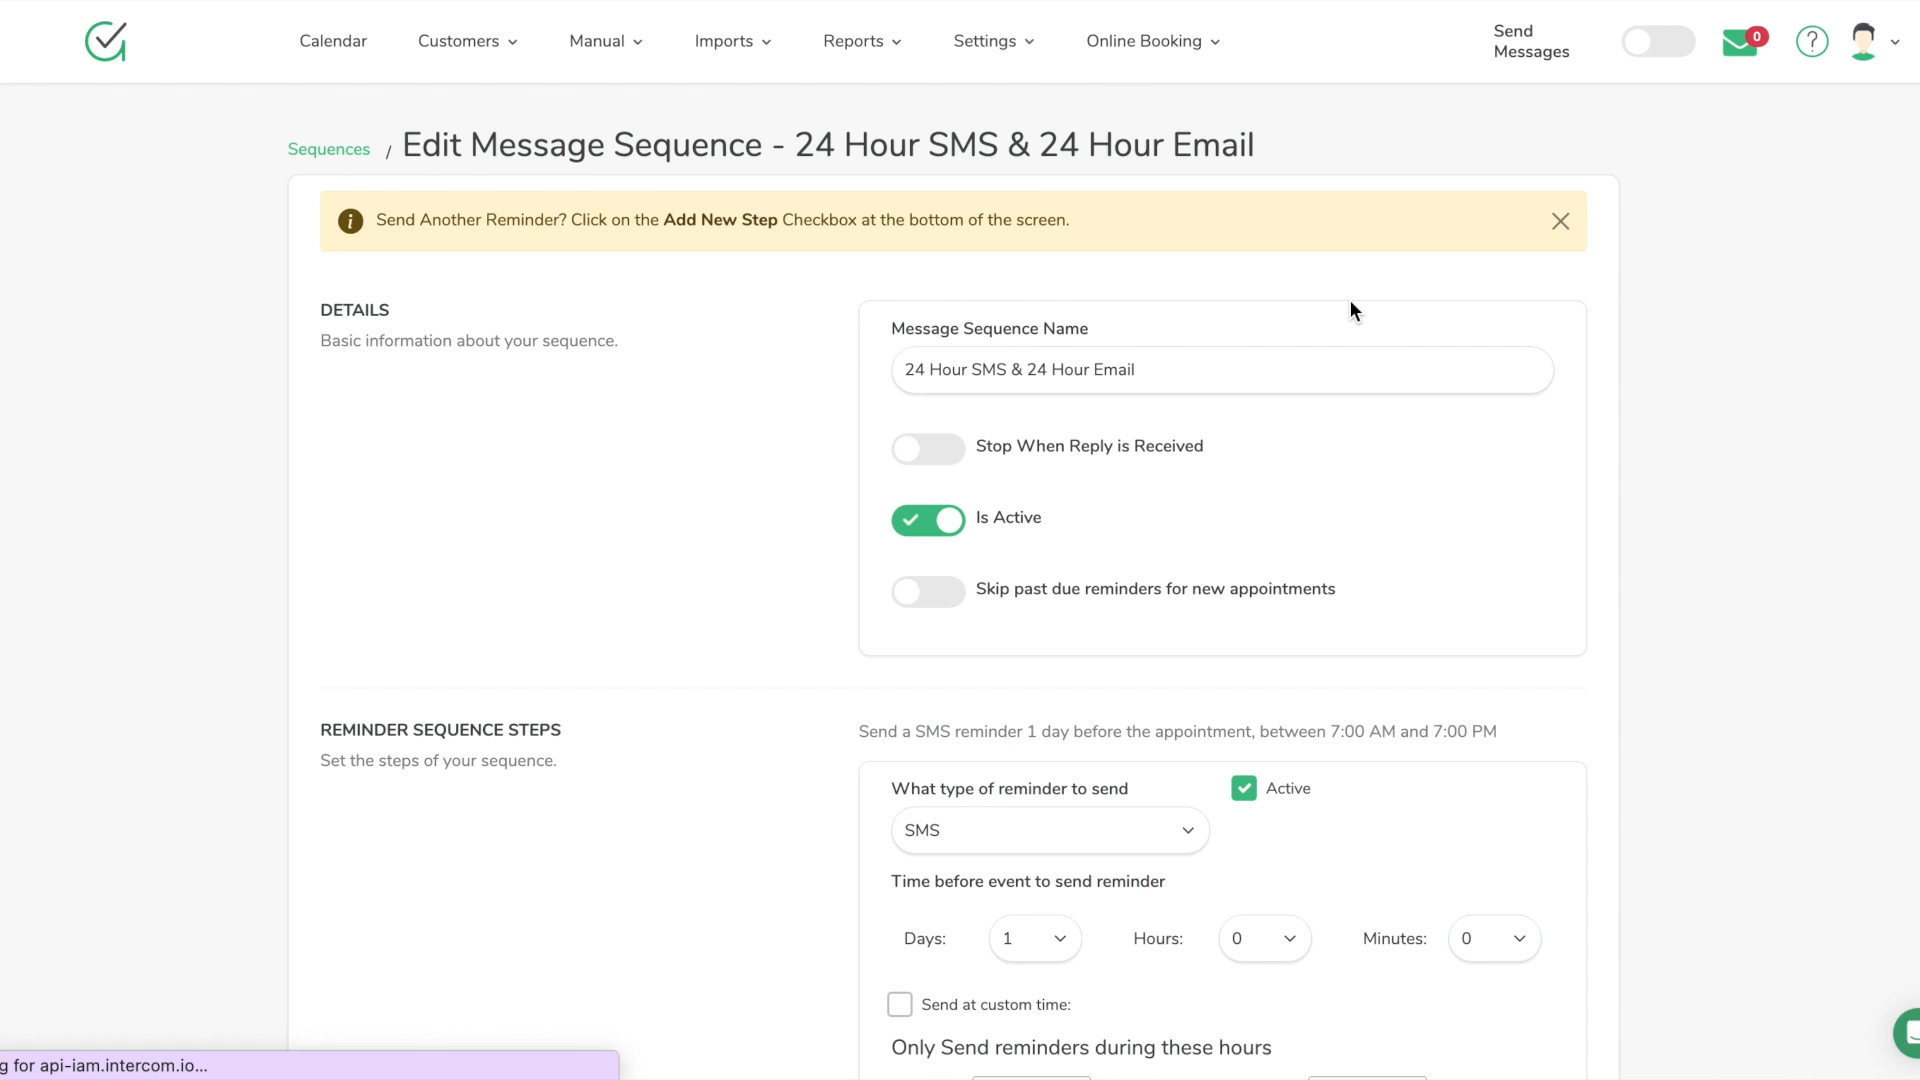 Calendar
Customers
Manual
Imports
Reports
Settings
Online Booking
Send
Messages
0
?
Sequences / Edit Message Sequence - 24 Hour SMS & 24 Hour Email
i Send Another Reminder? Click on the Add New Step Checkbox at the bottom of the screen.
DETAILS
Basic information about your sequence.
Message Sequence Name
24 Hour SMS & 24 Hour Email
Stop When Reply is Received
Is Active
Skip past due reminders for new appointments
REMINDER SEQUENCE STEPS
Set the steps of your sequence.
Send a SMS reminder 1 day before the appointment, between 7:00 AM and 7:00 PM
What type of reminder to send
Active
SMS
Time before event to send reminder
Days: 1 Hours: 0 Minutes: 0
Send at custom time:
Only Send reminders during these hours
g for api-iam.intercom.io...